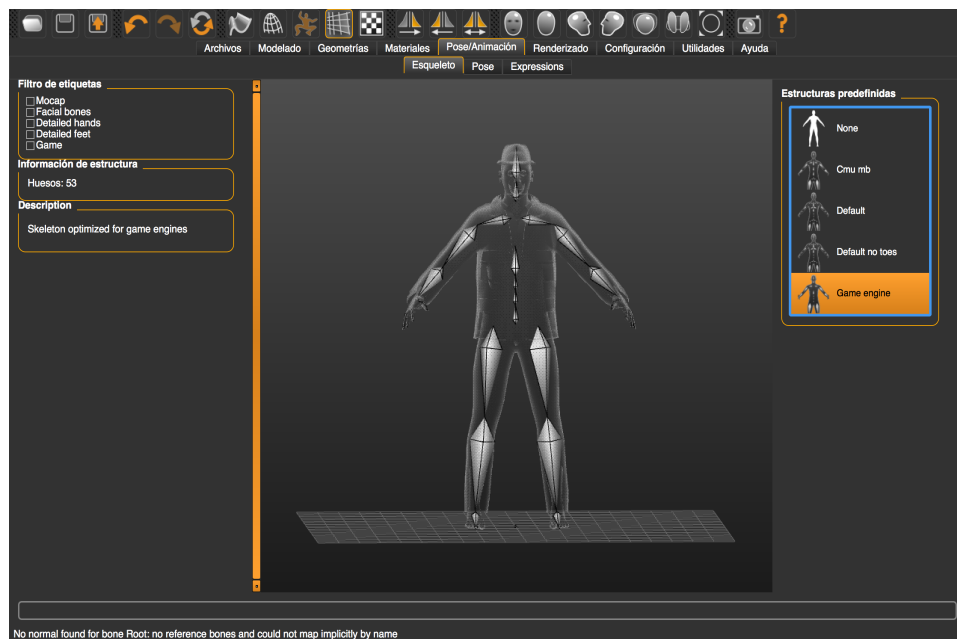 Archivos Modelado Geometrías Materiales Pose/Animación Renderizado Configuración Utilidades Ayuda
Esqueleto Pose Expressions
Filtro de etiquetas
Mocap
Facial bones
Detailed hands
Detailed feet
Game
Información de estructura
Huesos: 53
Description
Skeleton optimized for game engines
Estructuras predefinidas
None
Cmu mb
Default
Default no toes
Game engine
No normal found for bone Root: no reference bones and could not map implicitly by name